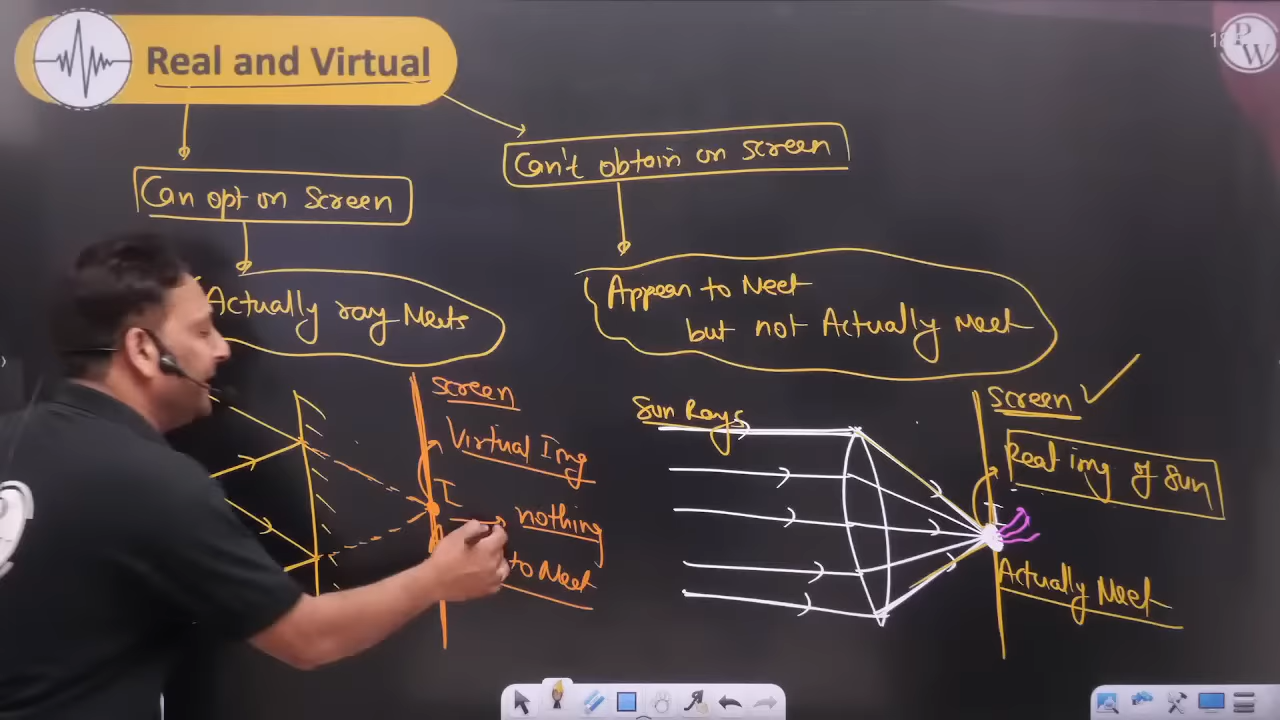 Real and Virtual
PW
Can opt on Screen
Can't obtain on screen
Actually ray Meets
Appear to Meet
but not Actually Meet
screen
Virtual Img
I
nothing
to Meet
Sun Rays
screen
Real img of Sun
I
Actually Meet